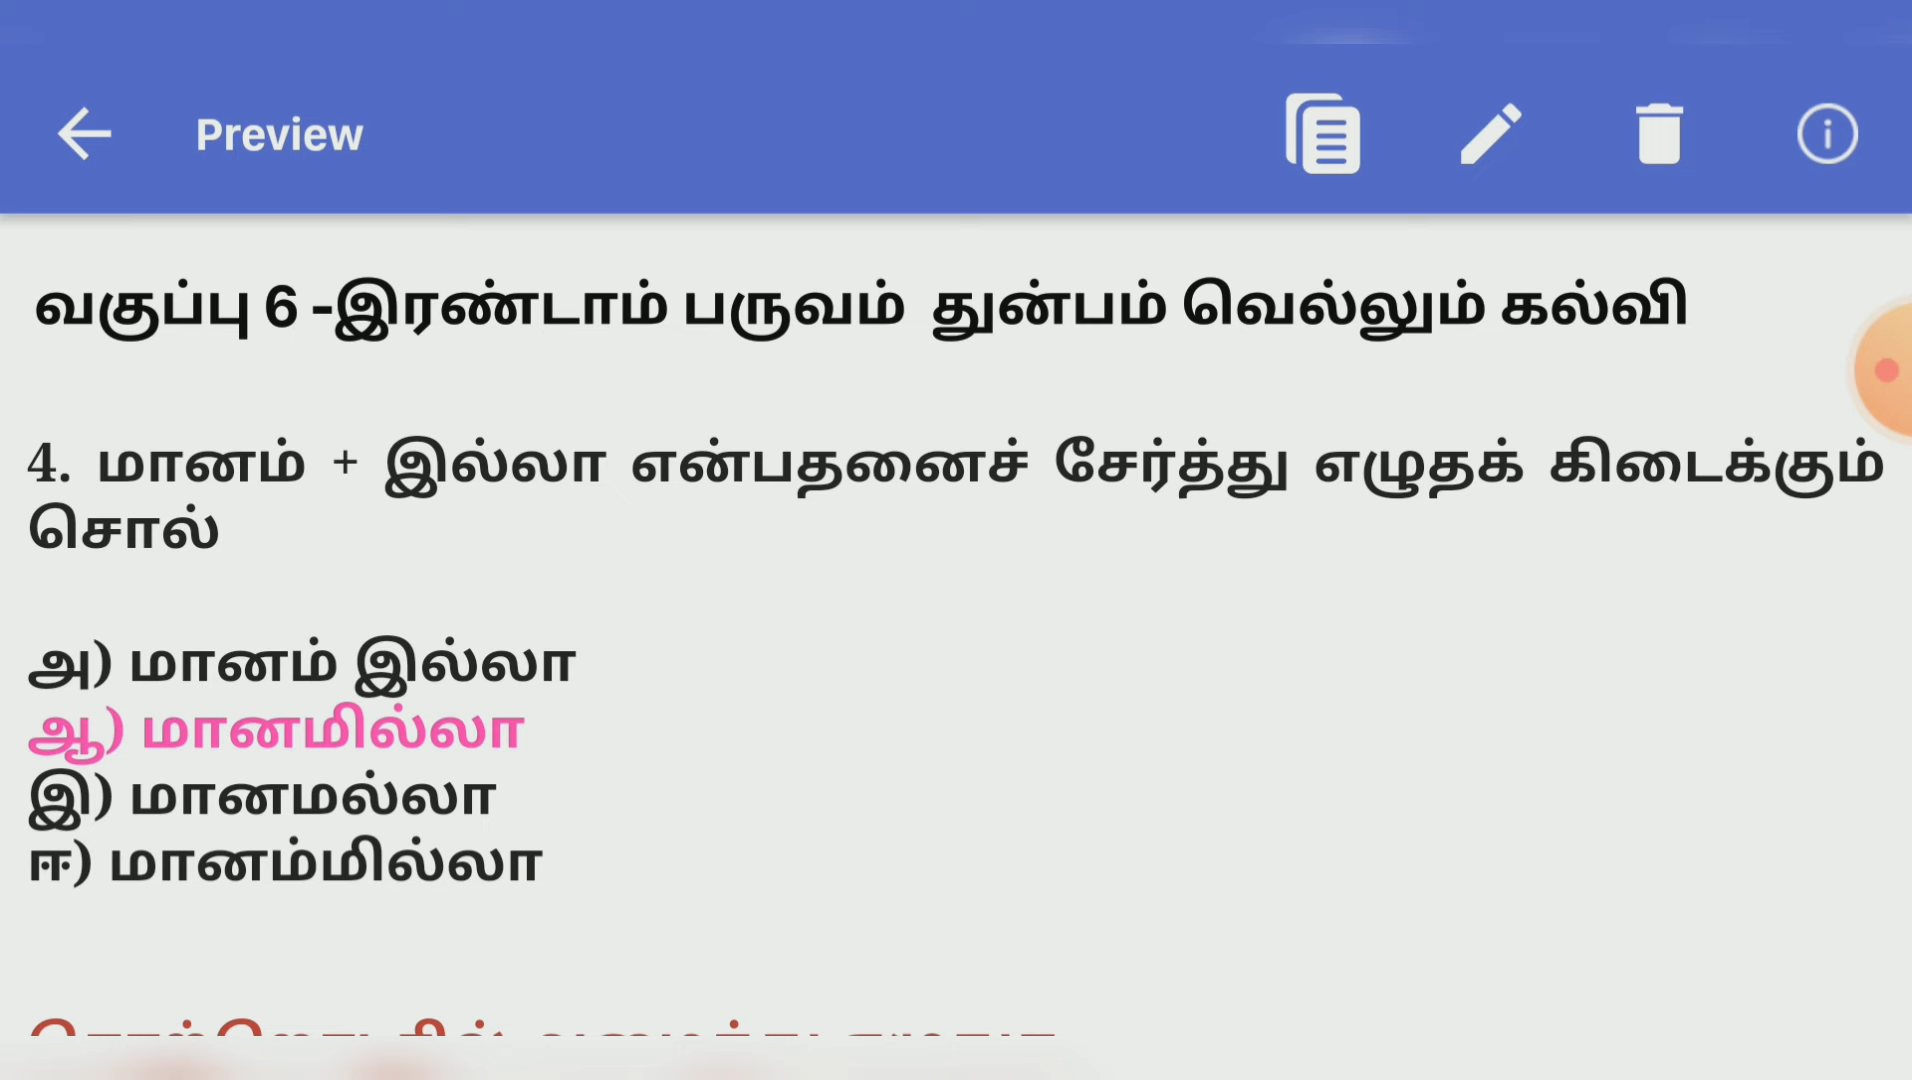 Preview
வகுப்பு 6 -இரண்டாம் பருவம் துன்பம் வெல்லும் கல்வி
4. மானம் + இல்லா என்பதனைச் சேர்த்து எழுதக் கிடைக்கும்
சொல்
அ) மானம் இல்லா
ஆ) மானமில்லா
இ) மானமல்லா
ஈ) மானம்மில்லா